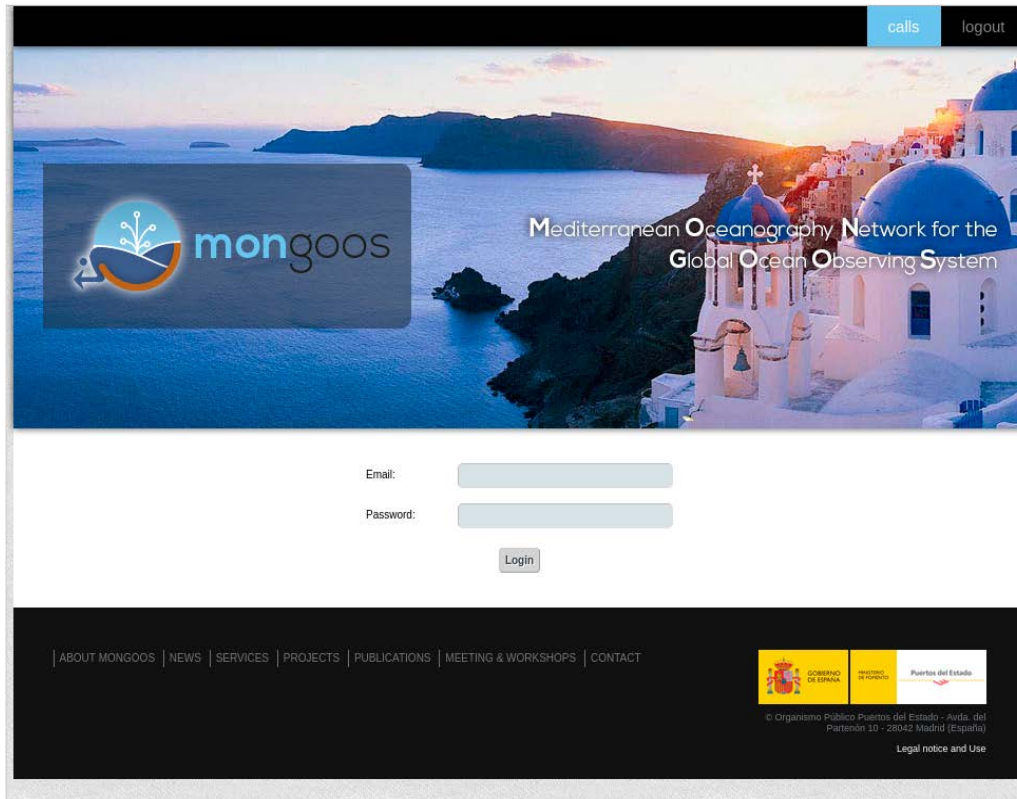 calls logout
mongoos
Mediterranean Oceanography Network for the
Global Ocean Observing System
Email:
Password:
Login
ABOUT MONGOOS | NEWS | SERVICES | PROJECTS | PUBLICATIONS | MEETING & WORKSHOPS | CONTACT
GOBIERNO
DE ESPAÑA
MINISTERIO
DE FOMENTO
Puertos del Estado
© Organismo Público Puertos del Estado - Avda. del
Partenón 10 - 28042 Madrid (España)
Legal notice and Use